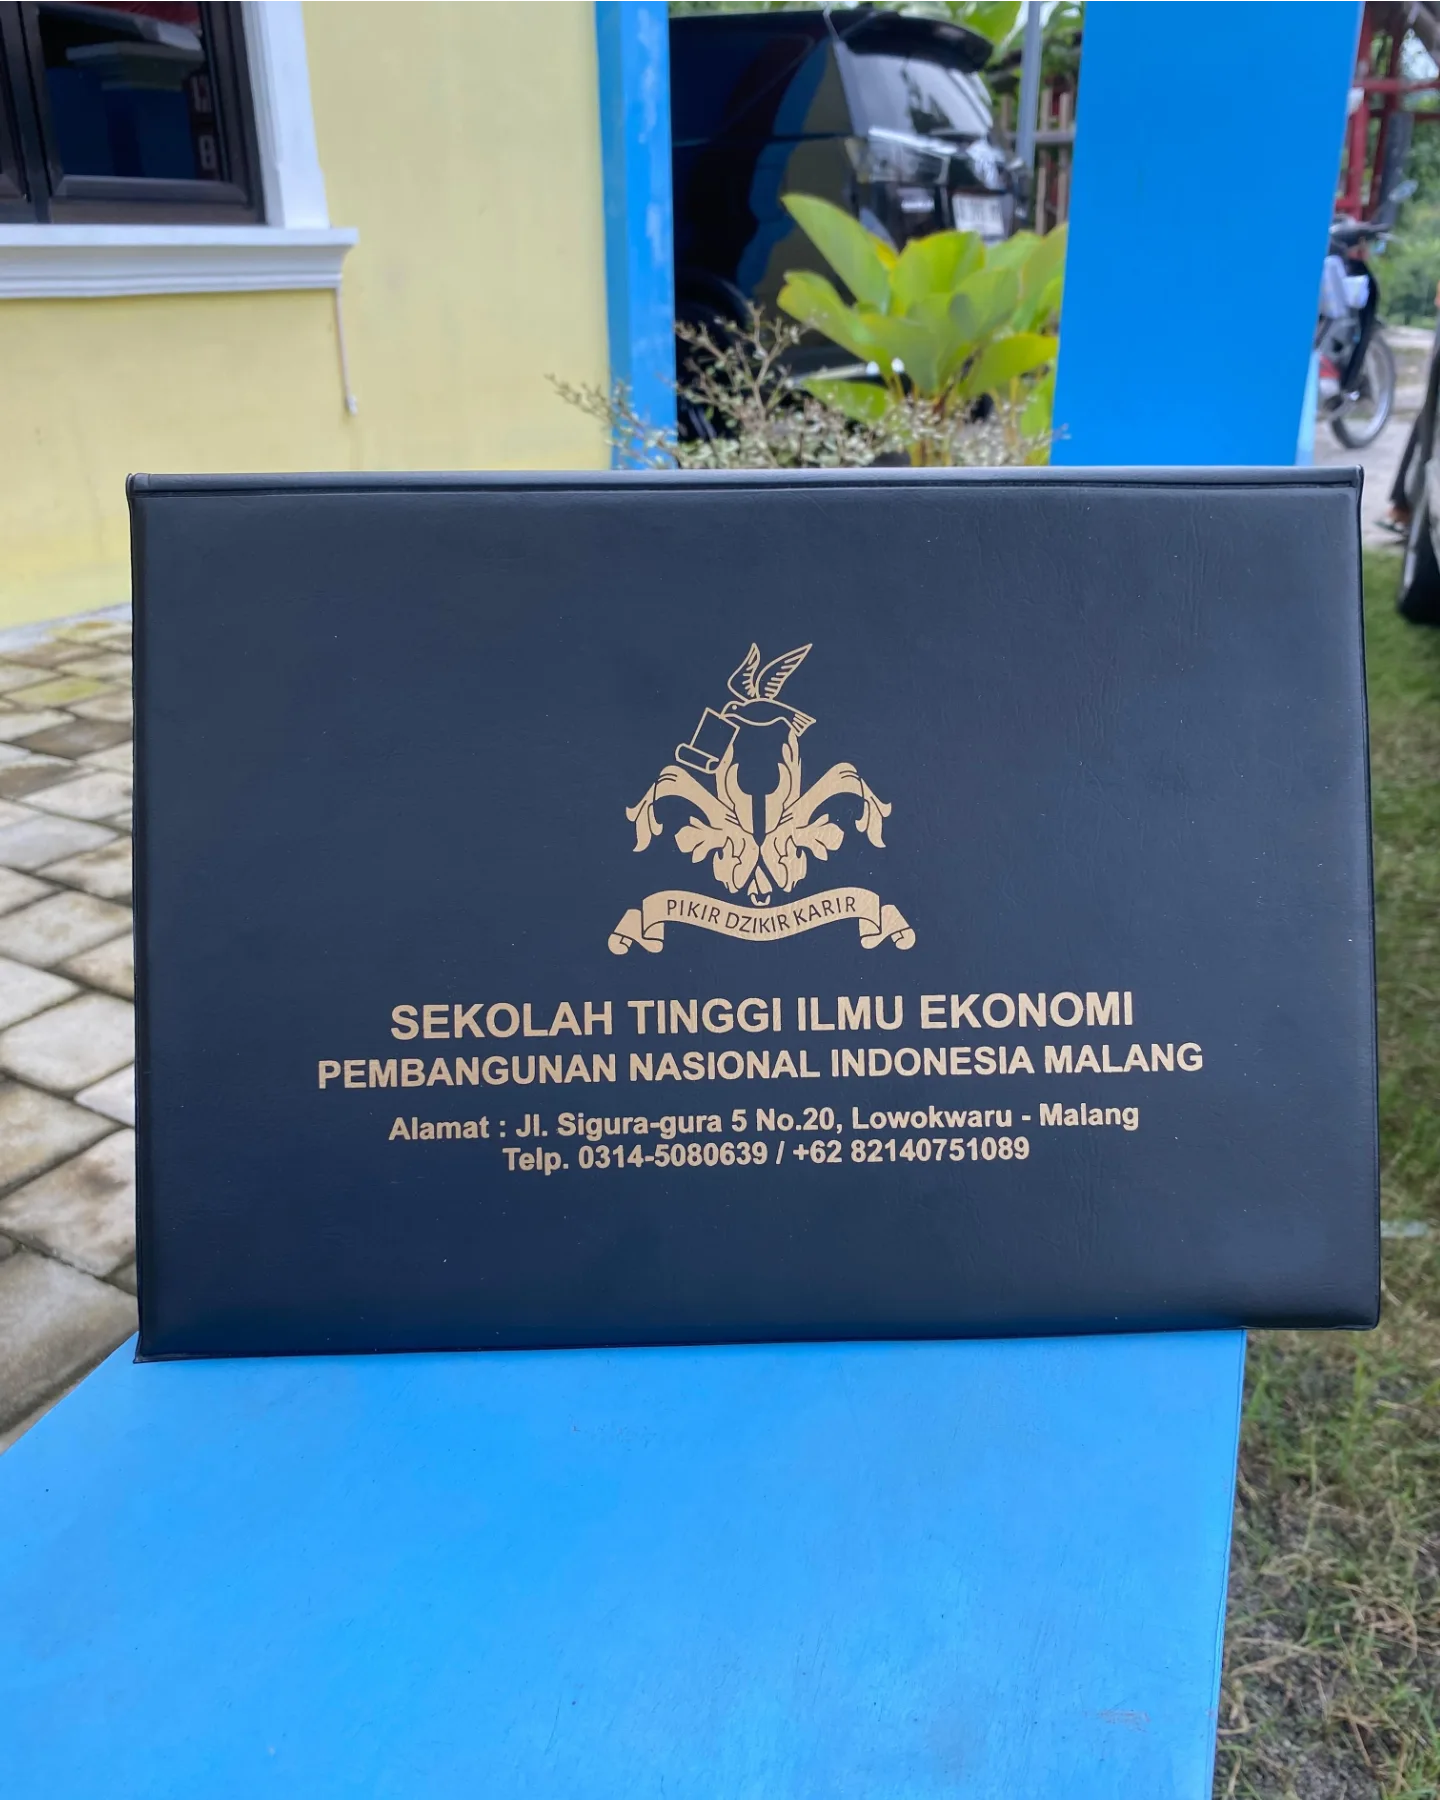 PIKIR DZIKIR KARIR
SEKOLAH TINGGI ILMU EKONOMI
PEMBANGUNAN NASIONAL INDONESIA MALANG
Alamat : Jl. Sigura-gura 5 No.20, Lowokwaru - Malang
Telp. 0314-5080639 / +62 82140751089